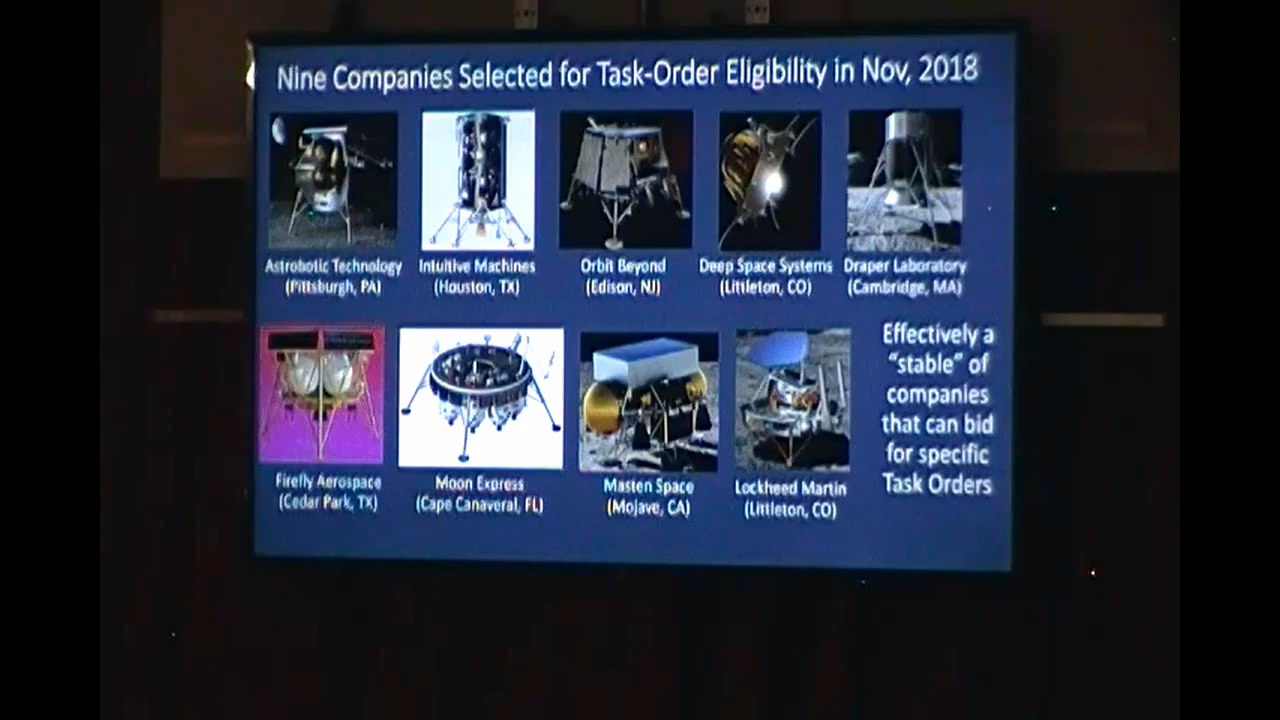 Nine Companies Selected for Task-Order Eligibility in Nov, 2018
Astrobotic Technology
(Pittsburgh, PA)
Intuitive Machines
(Houston, TX)
Orbit Beyond
(Edison, NJ)
Deep Space Systems
(Littleton, CO)
Draper Laboratory
(Cambridge, MA)
Firefly Aerospace
(Cedar Park, TX)
Moon Express
(Cape Canaveral, FL)
Masten Space
(Mojave, CA)
Lockheed Martin
(Littleton, CO)
Effectively a
“stable” of
companies
that can bid
for specific
Task Orders